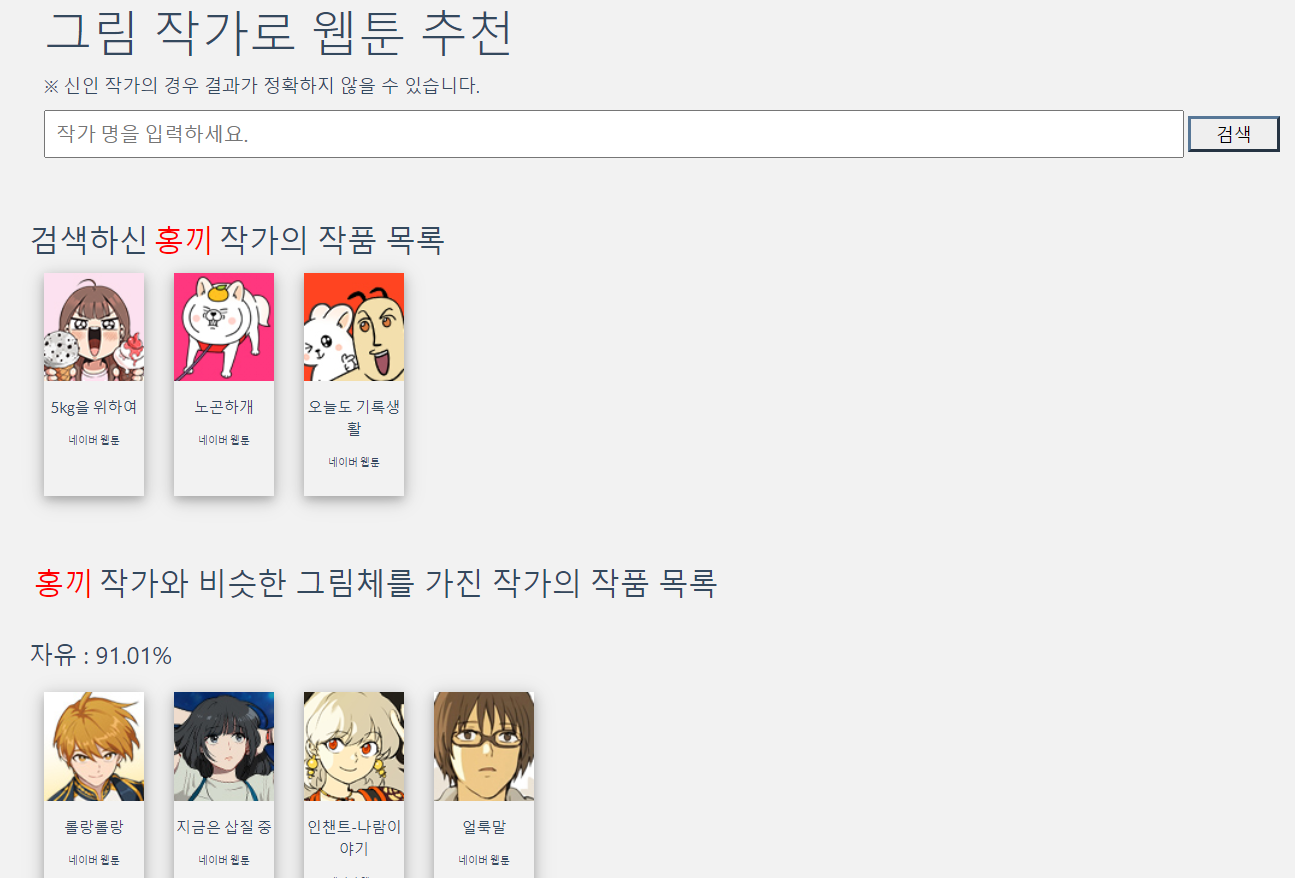 그림 작가로 웹툰 추천
※ 신인 작가의 경우 결과가 정확하지 않을 수 있습니다.
작가 명을 입력하세요.
검색
검색하신 홍끼 작가의 작품 목록
5kg을 위하여
네이버 웹툰
노곤하개
네이버 웹툰
오늘도 기록생
활
네이버 웹툰
홍끼 작가와 비슷한 그림체를 가진 작가의 작품 목록
자유 : 91.01%
롤랑롤랑
네이버 웹툰
지금은 삽질 중
네이버 웹툰
인챈트-나람이
야기
얼룩말
네이버 웹툰